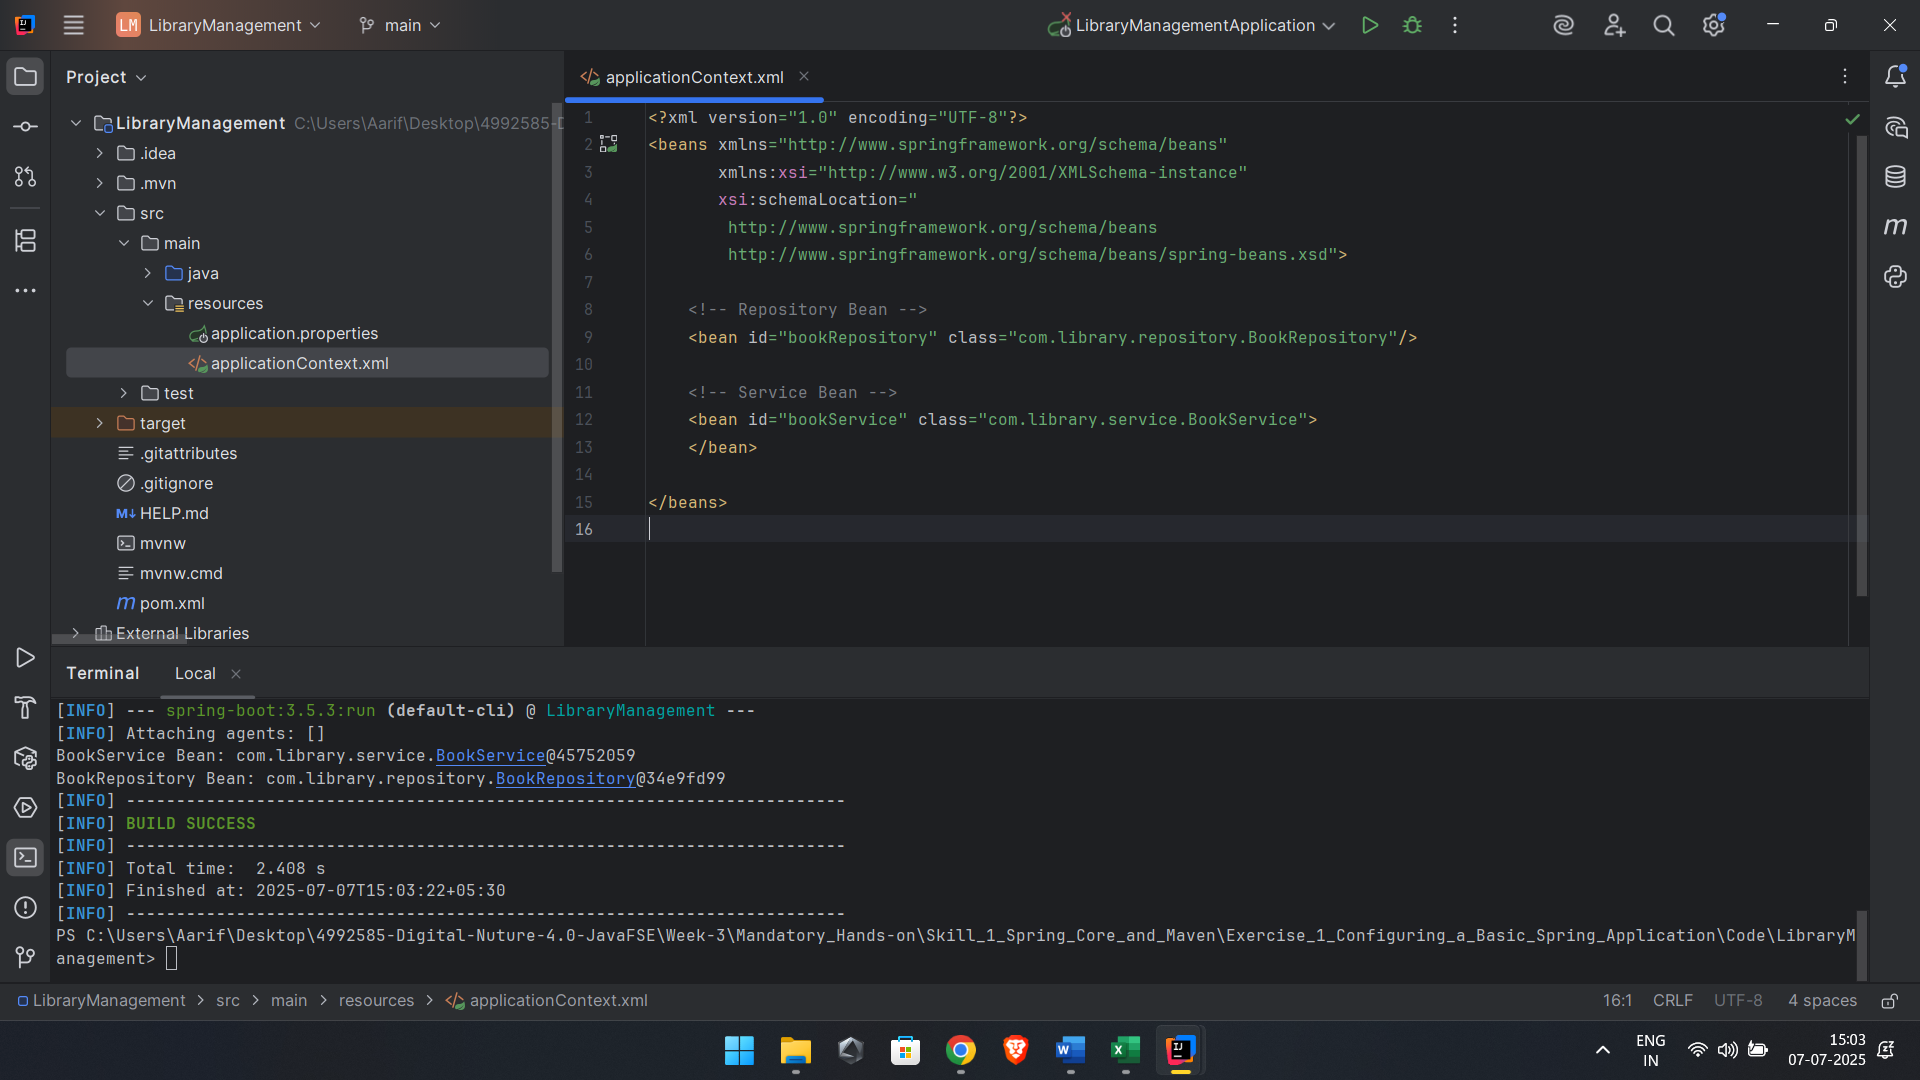 LM LibraryManagement main LibraryManagementApplication
Project
applicationContext.xml
LibraryManagement C:\Users\Aarif\Desktop\4992585-D
.idea
.mvn
src
main
java
resources
application.properties
applicationContext.xml
test
target
.gitattributes
.gitignore
HELP.md
mvnw
mvnw.cmd
pom.xml
External Libraries
1 <?xml version="1.0" encoding="UTF-8"?>
2 <beans xmlns="http://www.springframework.org/schema/beans"
3 xmlns:xsi="http://www.w3.org/2001/XMLSchema-instance"
4 xsi:schemaLocation="
5 http://www.springframework.org/schema/beans
6 http://www.springframework.org/schema/beans/spring-beans.xsd">
7
8 <!-- Repository Bean -->
9 <bean id="bookRepository" class="com.library.repository.BookRepository"/>
10
11 <!-- Service Bean -->
12 <bean id="bookService" class="com.library.service.BookService">
13 </bean>
14
15 </beans>
16
Terminal Local
[INFO] --- spring-boot:3.5.3:run (default-cli) @ LibraryManagement ---
[INFO] Attaching agents: []
BookService Bean: com.library.service.BookService@45752059
BookRepository Bean: com.library.repository.BookRepository@34e9fd99
[INFO] ------------------------------------------------------------------------
[INFO] BUILD SUCCESS
[INFO] ------------------------------------------------------------------------
[INFO] Total time:  2.408 s
[INFO] Finished at: 2025-07-07T15:03:22+05:30
[INFO] ------------------------------------------------------------------------
PS C:\Users\Aarif\Desktop\4992585-Digital-Nuture-4.0-JavaFSE\Week-3\Mandatory_Hands-on\Skill_1_Spring_Core_and_Maven\Exercise_1_Configuring_a_Basic_Spring_Application\Code\LibraryM
anagement>
LibraryManagement > src > main > resources > applicationContext.xml
16:1 CRLF UTF-8 4 spaces
ENG
IN
15:03
07-07-2025